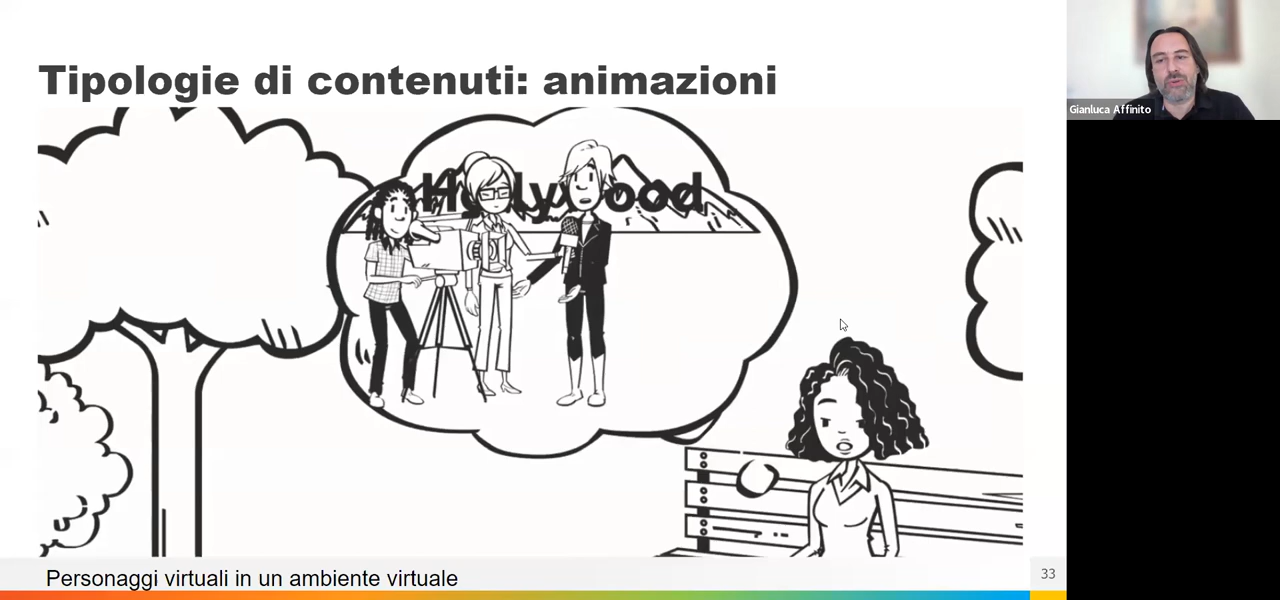 Tipologie di contenuti: animazioni
Gianluca Affinito
Hollywood
Personaggi virtuali in un ambiente virtuale
33